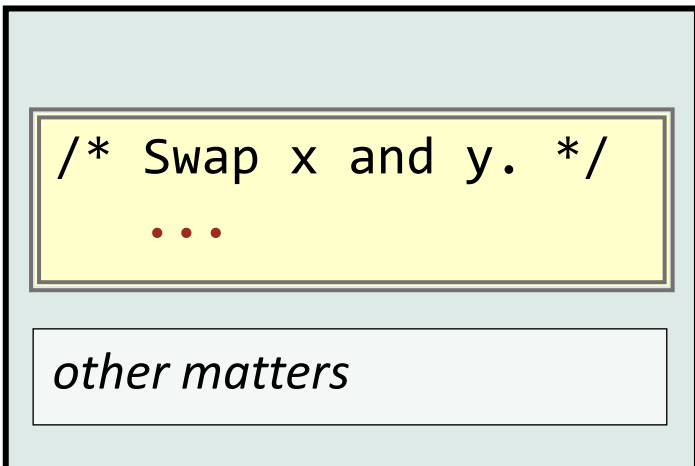 /* Swap x and y. */
...
other matters